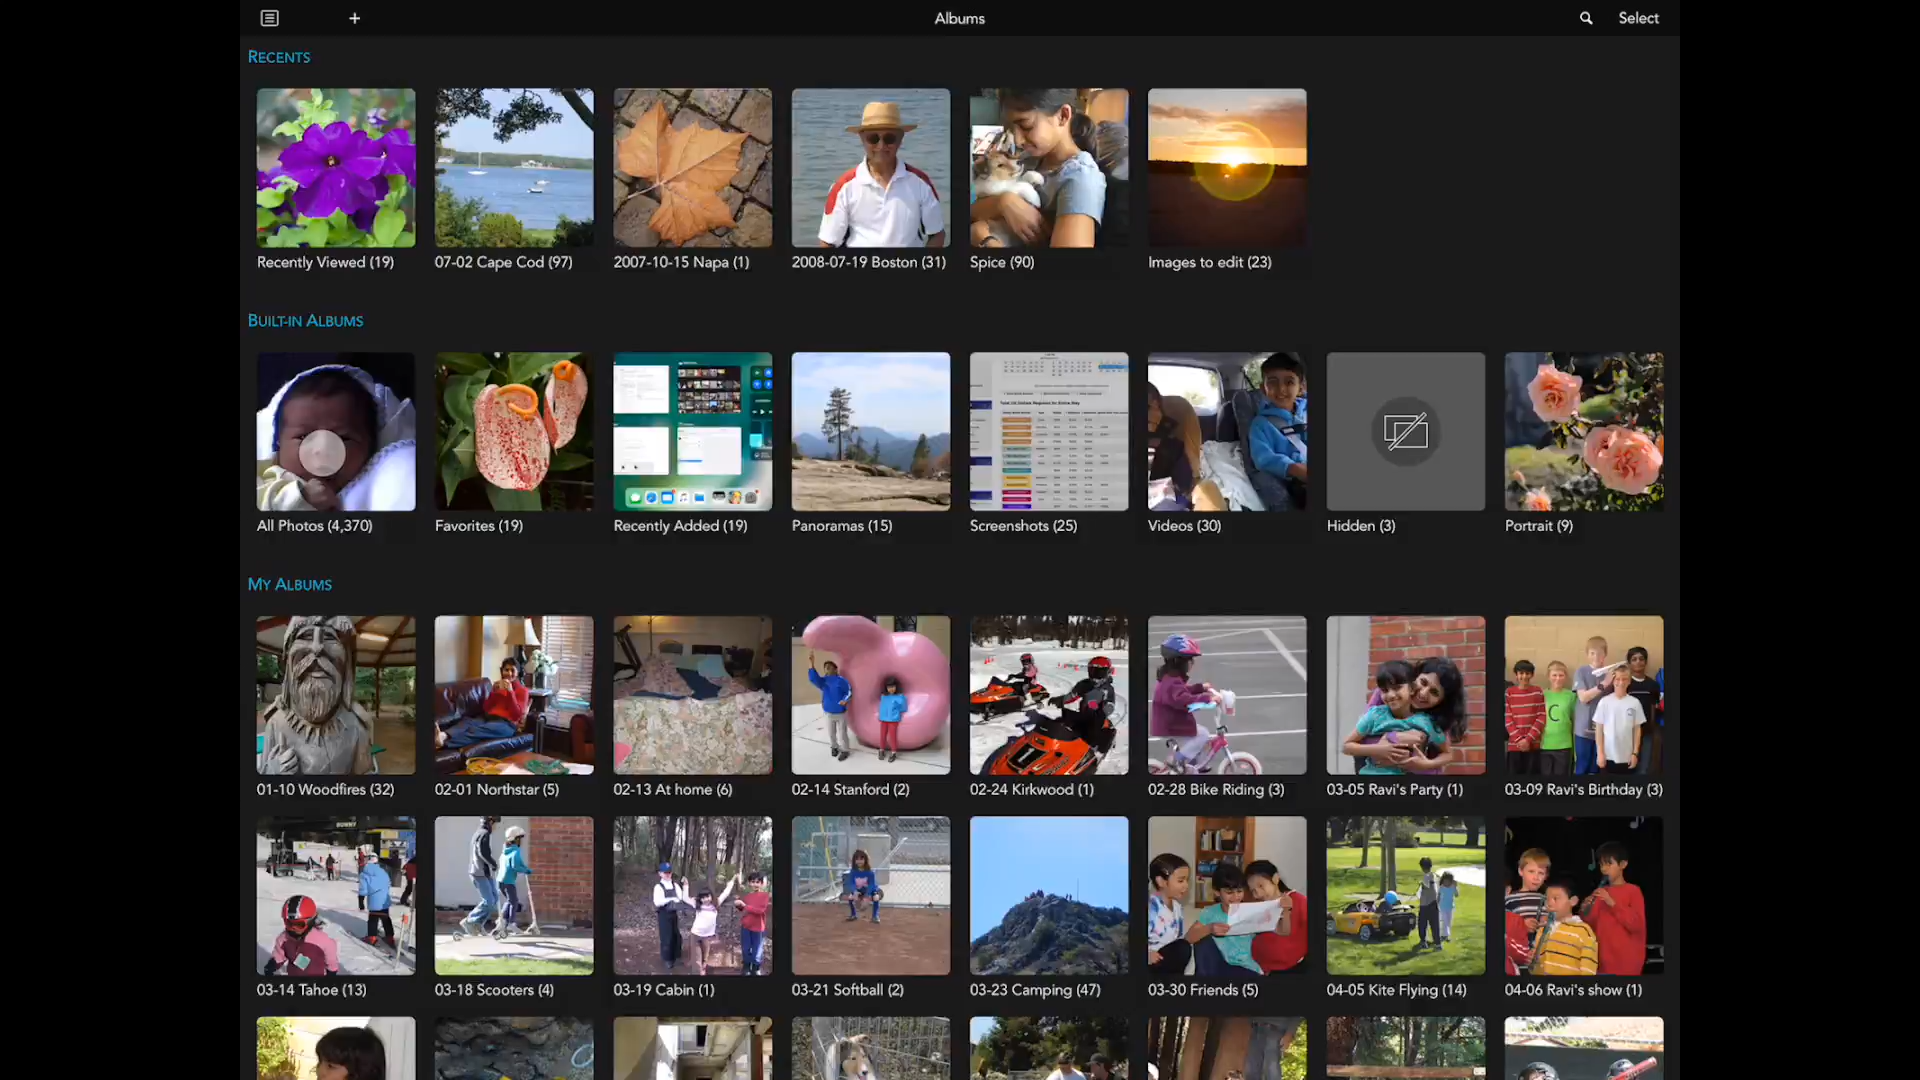 Albums
Select
RECENTS
Recently Viewed (19)
07-02 Cape Cod (97)
2007-10-15 Napa (1)
2008-07-19 Boston (31)
Spice (90)
Images to edit (23)
BUILT-IN ALBUMS
All Photos (4,370)
Favorites (19)
Recently Added (19)
Panoramas (15)
Screenshots (25)
Videos (30)
Hidden (3)
Portrait (9)
MY ALBUMS
01-10 Woodfires (32)
02-01 Northstar (5)
02-13 At home (6)
02-14 Stanford (2)
02-24 Kirkwood (1)
02-28 Bike Riding (3)
03-05 Ravi's Party (1)
03-09 Ravi's Birthday (3)
03-14 Tahoe (13)
03-18 Scooters (4)
03-19 Cabin (1)
03-21 Softball (2)
03-23 Camping (47)
03-30 Friends (5)
04-05 Kite Flying (14)
04-06 Ravi's show (1)